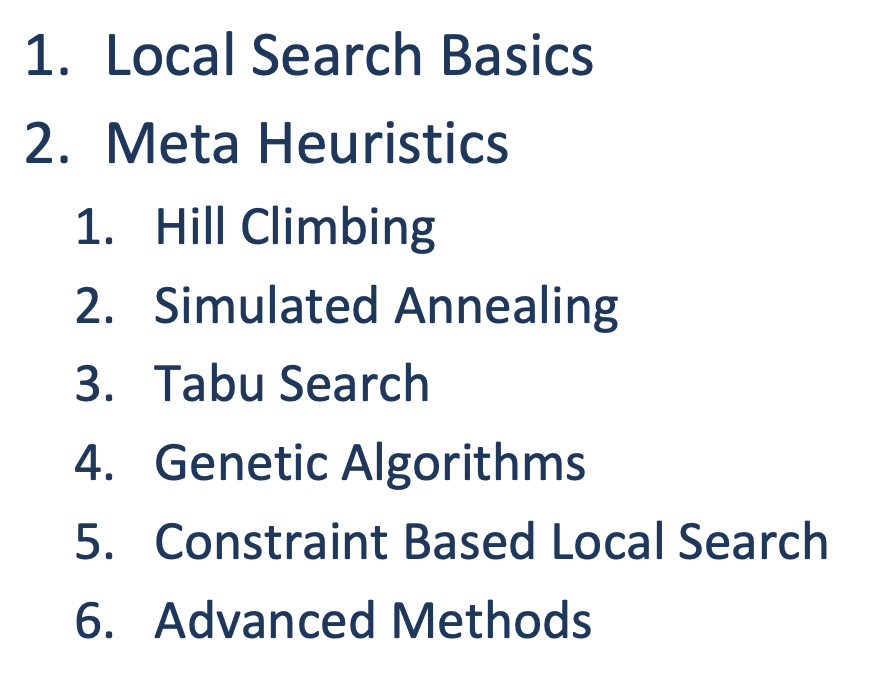 1. Local Search Basics
2. Meta Heuristics
1. Hill Climbing
2. Simulated Annealing
3. Tabu Search
4. Genetic Algorithms
5. Constraint Based Local Search
6. Advanced Methods